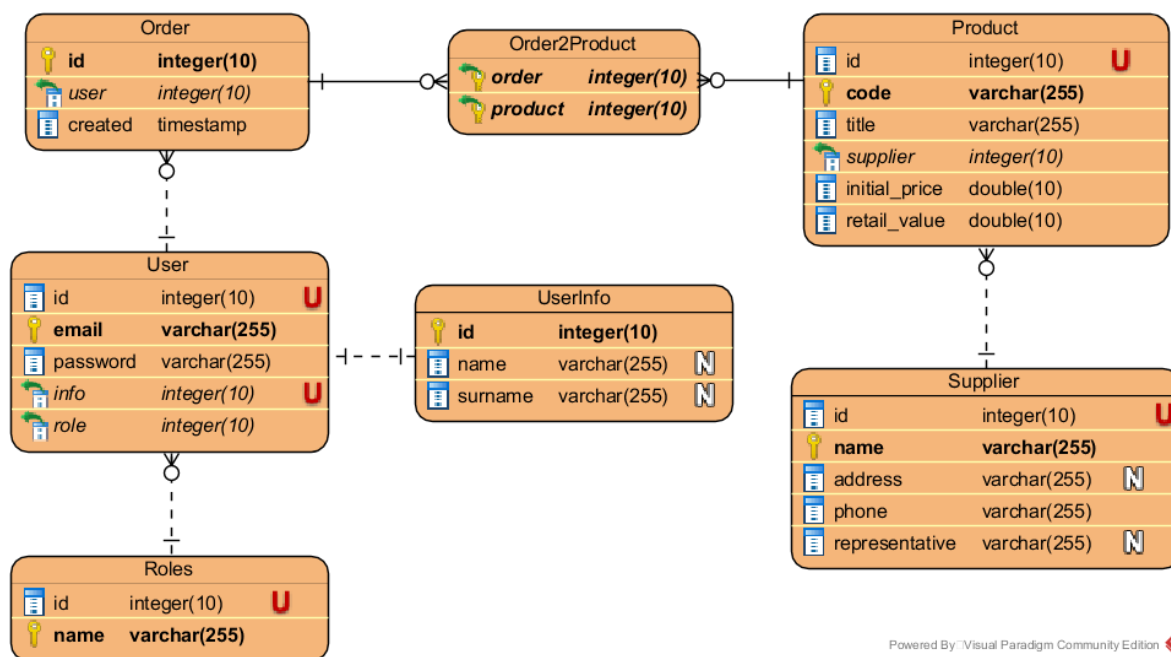 Order
id integer(10)
user integer(10)
created timestamp
Order2Product
order integer(10)
product integer(10)
Product
id integer(10) U
code varchar(255)
title varchar(255)
supplier integer(10)
initial_price double(10)
retail_value double(10)
User
id integer(10) U
email varchar(255)
password varchar(255)
info integer(10) U
role integer(10)
UserInfo
id integer(10)
name varchar(255) N
surname varchar(255) N
Supplier
id integer(10) U
name varchar(255)
address varchar(255) N
phone varchar(255)
representative varchar(255) N
Roles
id integer(10) U
name varchar(255)
Powered By Visual Paradigm Community Edition